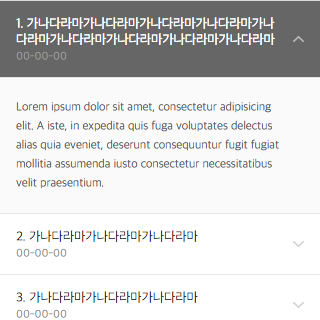 1. 가나다라마가나다라마가나다라마가나다라마가나
다라마가나다라마가나다라마가나다라마가나다라마
00-00-00
Lorem ipsum dolor sit amet, consectetur adipisicing
elit. A iste, in expedita quis fuga voluptates delectus
alias quia eveniet, deserunt consequuntur fugit fugiat
mollitia assumenda iusto consectetur necessitatibus
velit praesentium.
2. 가나다라마가나다라마가나다라마
00-00-00
3. 가나다라마가나다라마가나다라마
00-00-00